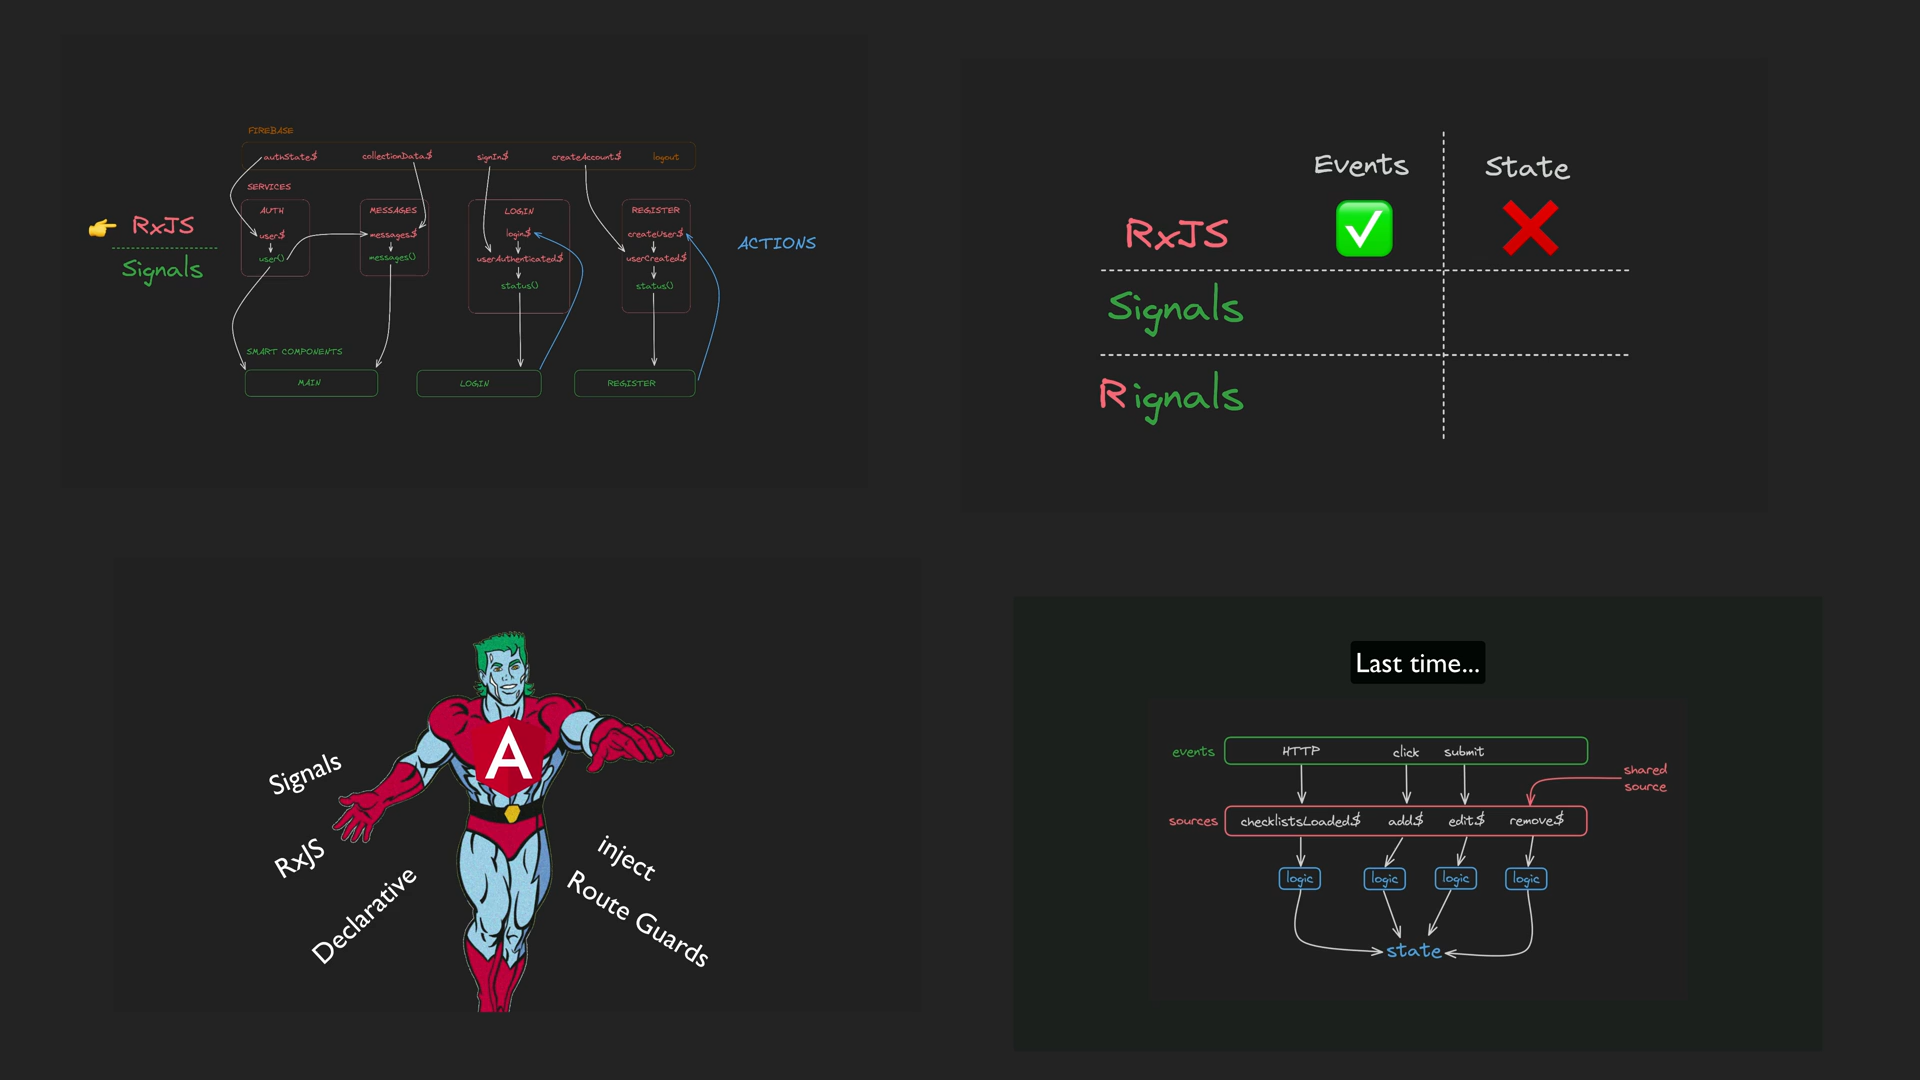 FIREBASE
authState$ collectionData$ signIn$ createAccount$ logout
SERVICES
AUTH MESSAGES LOGIN REGISTER
RxJS
user$ messages$ login$ createUser$
ACTIONS
user() messages() userAuthenticated$ userCreated$
Signals
status() status()
SMART COMPONENTS
MAIN LOGIN REGISTER
Events State
RxJS
Signals
Rignals
A
Signals
RxJS
Declarative
inject
Route Guards
Last time...
events HTTP click submit
shared
source
sources checklistsLoaded$ add$ edit$ remove$
logic logic logic logic
state